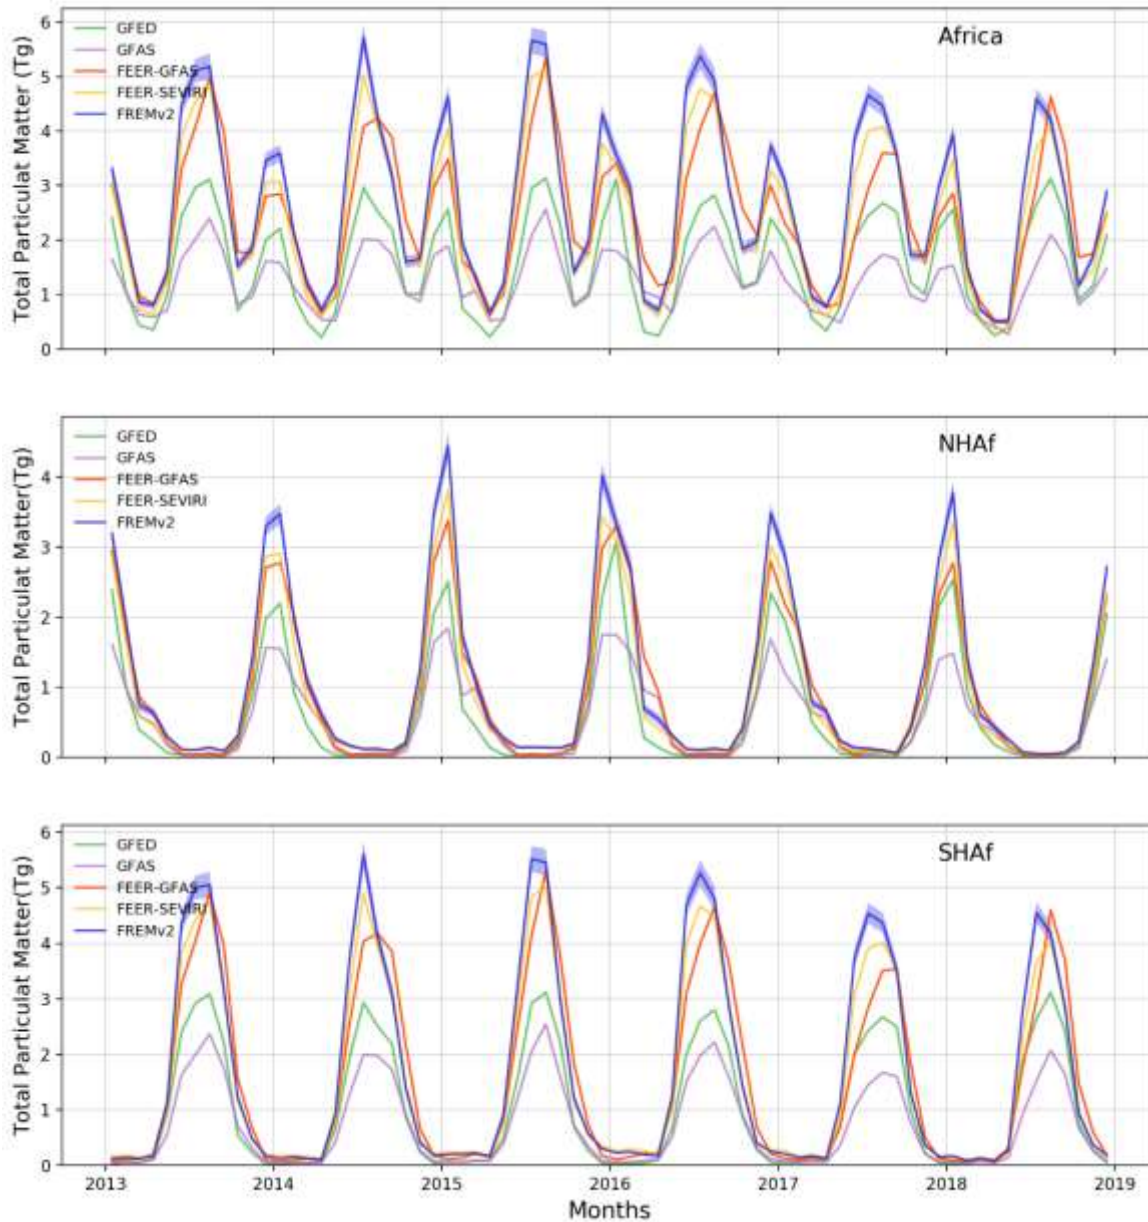 Total Particulat Matter (Tg)
6
5
4
3
2
1
0
GFED
GFAS
FEER-GFAS
FEER-SEVIRI
FREMv2
Africa
Total Particulat Matter(Tg)
4
3
2
1
0
GFED
GFAS
FEER-GFAS
FEER-SEVIRI
FREMv2
NHAf
Total Particulat Matter(Tg)
6
5
4
3
2
1
0
GFED
GFAS
FEER-GFAS
FEER-SEVIRI
FREMv2
SHAf
2013 2014 2015 2016 2017 2018 2019
Months